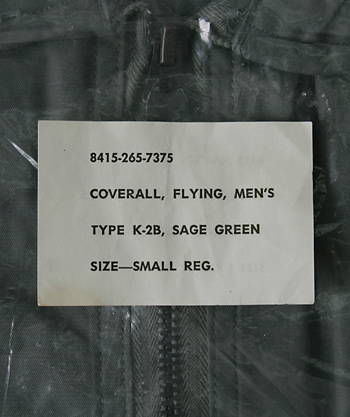 8415-265-7375
COVERALL, FLYING, MEN'S
TYPE K-2B, SAGE GREEN
SIZE—SMALL REG.